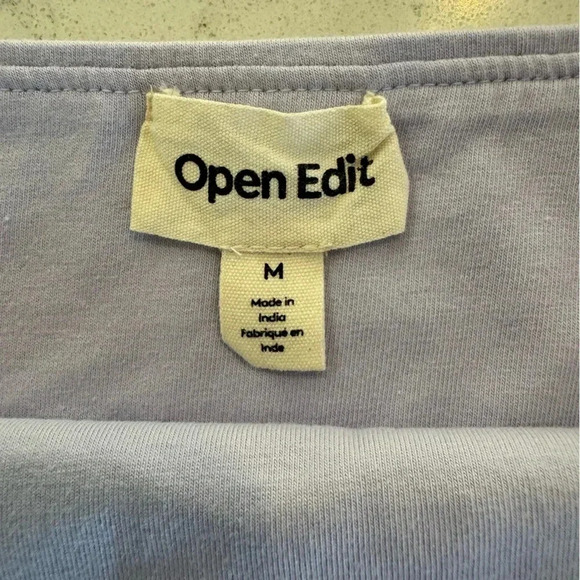 Open Edit
M
Made in
India
Fabriqué en
Inde